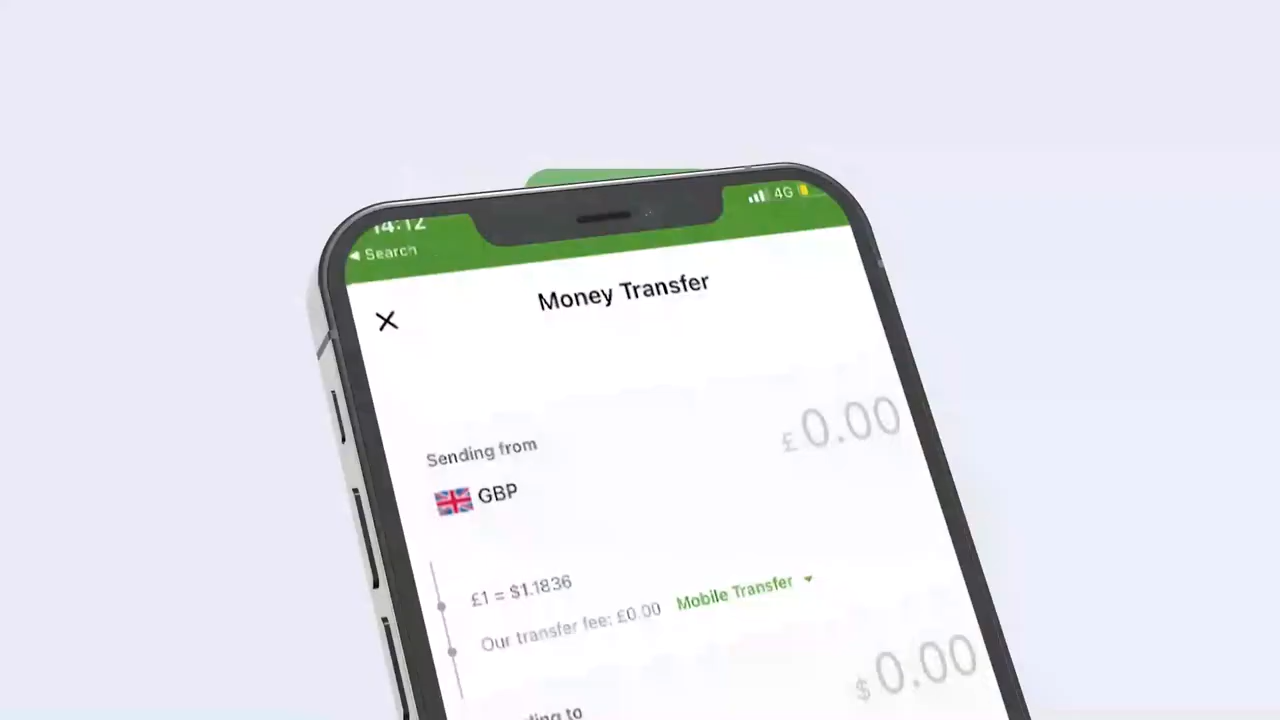 14:12
4G
◀ Search
Money Transfer
£ 0.00
Sending from
GBP
£1 = $1.1836
Our transfer fee: £0.00 Mobile Transfer
$ 0.00
to